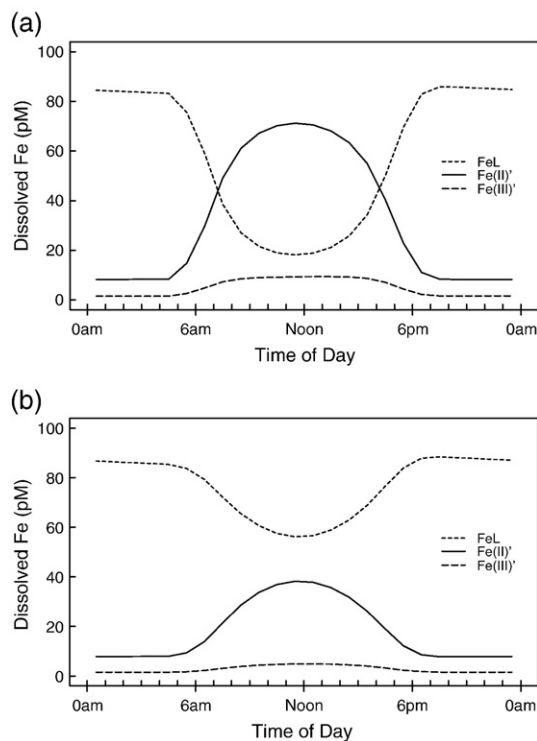 (a)
100
80
60
40
20
0
Dissolved Fe (pM)
FeL
Fe(II)'
Fe(III)'
0am 6am Noon 6pm 0am
Time of Day
(b)
100
80
60
40
20
0
Dissolved Fe (pM)
FeL
Fe(II)'
Fe(III)'
0am 6am Noon 6pm 0am
Time of Day